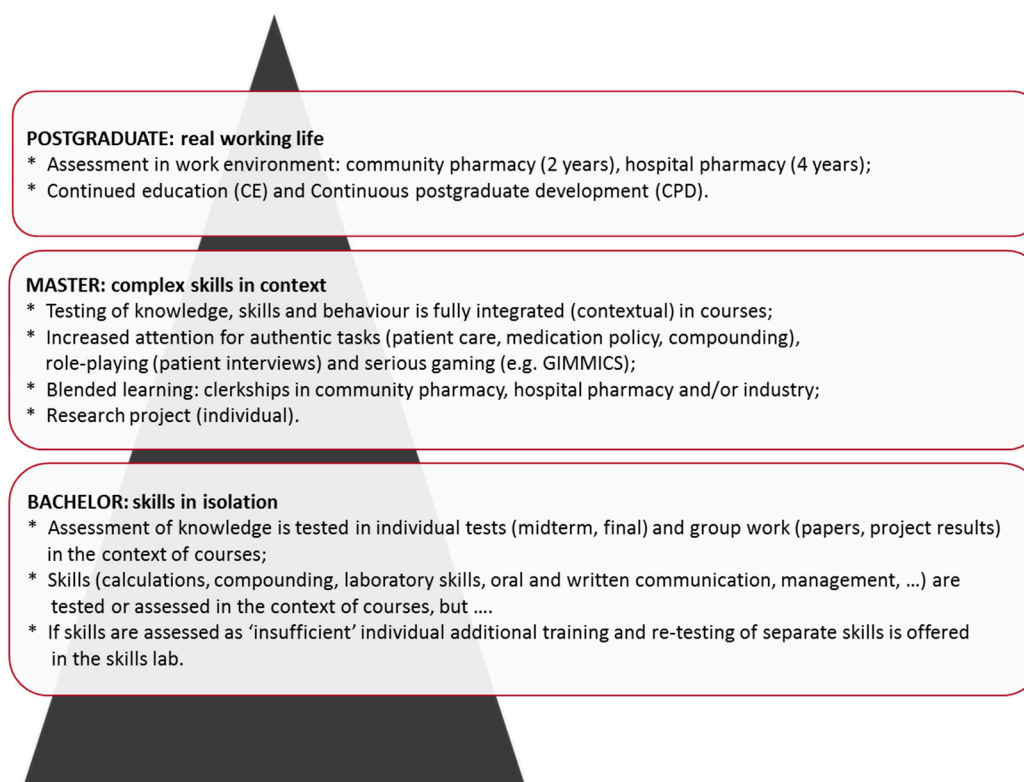 POSTGRADUATE: real working life
* Assessment in work environment: community pharmacy (2 years), hospital pharmacy (4 years);
* Continued education (CE) and Continuous postgraduate development (CPD).
MASTER: complex skills in context
* Testing of knowledge, skills and behaviour is fully integrated (contextual) in courses;
* Increased attention for authentic tasks (patient care, medication policy, compounding),
role-playing (patient interviews) and serious gaming (e.g. GIMMICS);
* Blended learning: clerkships in community pharmacy, hospital pharmacy and/or industry;
* Research project (individual).
BACHELOR: skills in isolation
* Assessment of knowledge is tested in individual tests (midterm, final) and group work (papers, project results)
in the context of courses;
* Skills (calculations, compounding, laboratory skills, oral and written communication, management, …) are
tested or assessed in the context of courses, but ….
* If skills are assessed as ‘insufficient’ individual additional training and re-testing of separate skills is offered
in the skills lab.